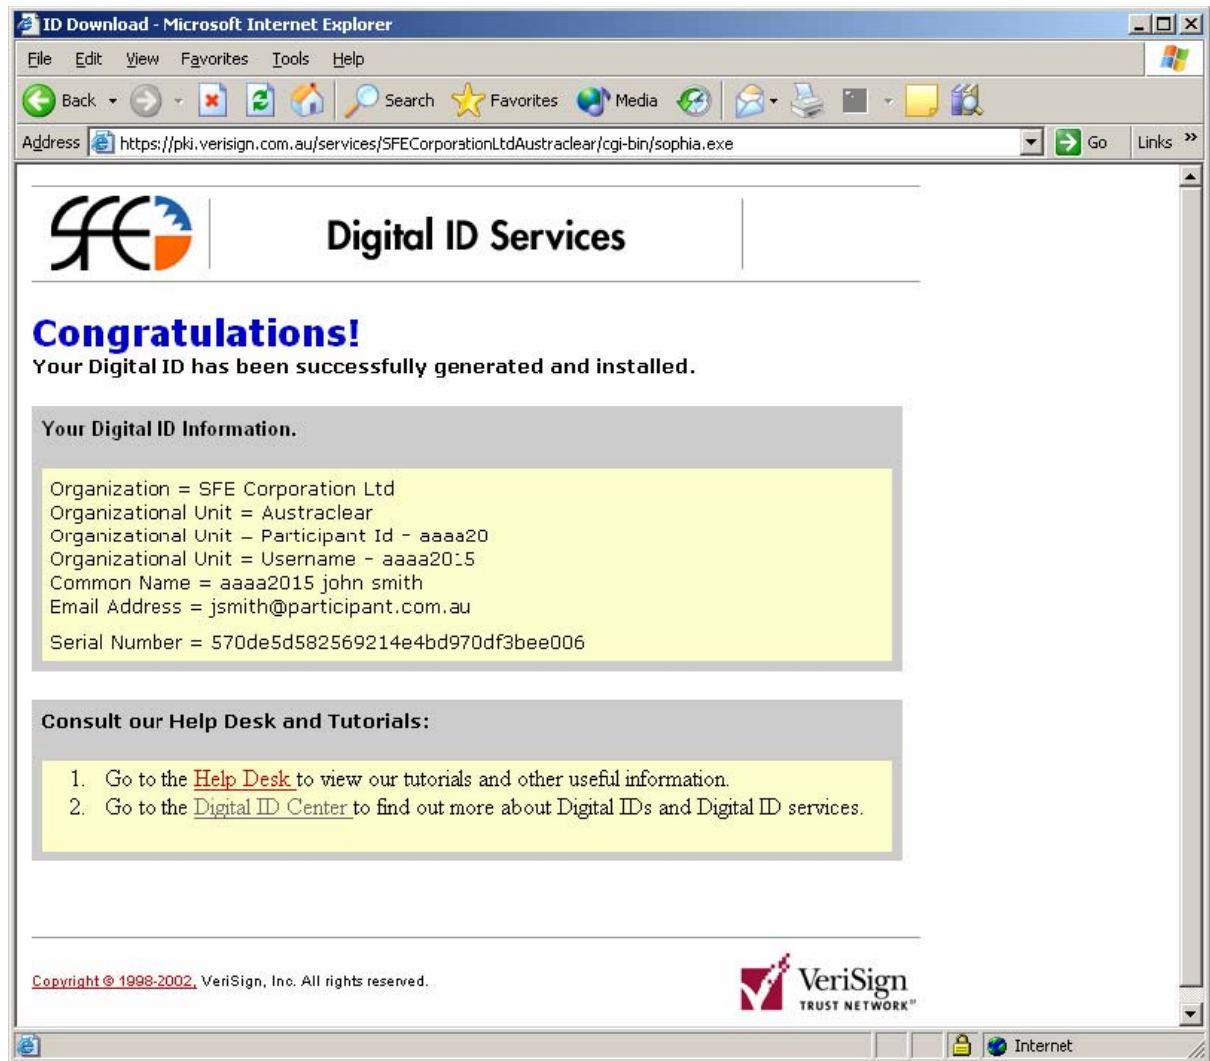 ID Download - Microsoft Internet Explorer
File Edit View Favorites Tools Help
Back Search Favorites Media
Address https://pki.verisign.com.au/services/SFECorporationLtdAustraclear/cgi-bin/sophia.exe Go Links »
SFE Digital ID Services
Congratulations!
Your Digital ID has been successfully generated and installed.
Your Digital ID Information.
Organization = SFE Corporation Ltd
Organizational Unit = Austraclear
Organizational Unit = Participant Id - aaaa20
Organizational Unit = Username - aaaa2015
Common Name = aaaa2015 john smith
Email Address = jsmith@participant.com.au
Serial Number = 570de5d582569214e4bd970df3bee006
Consult our Help Desk and Tutorials:
1. Go to the Help Desk to view our tutorials and other useful information.
2. Go to the Digital ID Center to find out more about Digital IDs and Digital ID services.
Copyright © 1998-2002, VeriSign, Inc. All rights reserved.
VeriSign
TRUST NETWORK
Internet